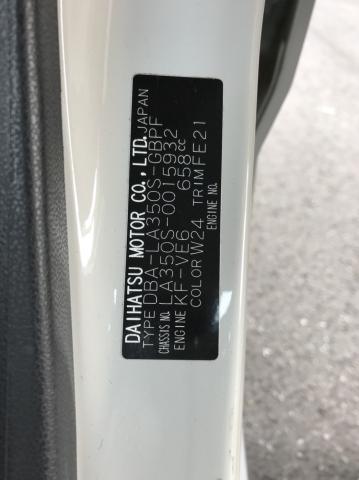 DAIHATSU MOTOR CO., LTD. JAPAN
TYPE DBA-LA350S-GBPF
CHASSIS NO. LA350S-0015932
ENGINE KF-VE6 658cc
ENGINE NO.
COLOR W24 TRIM FE21